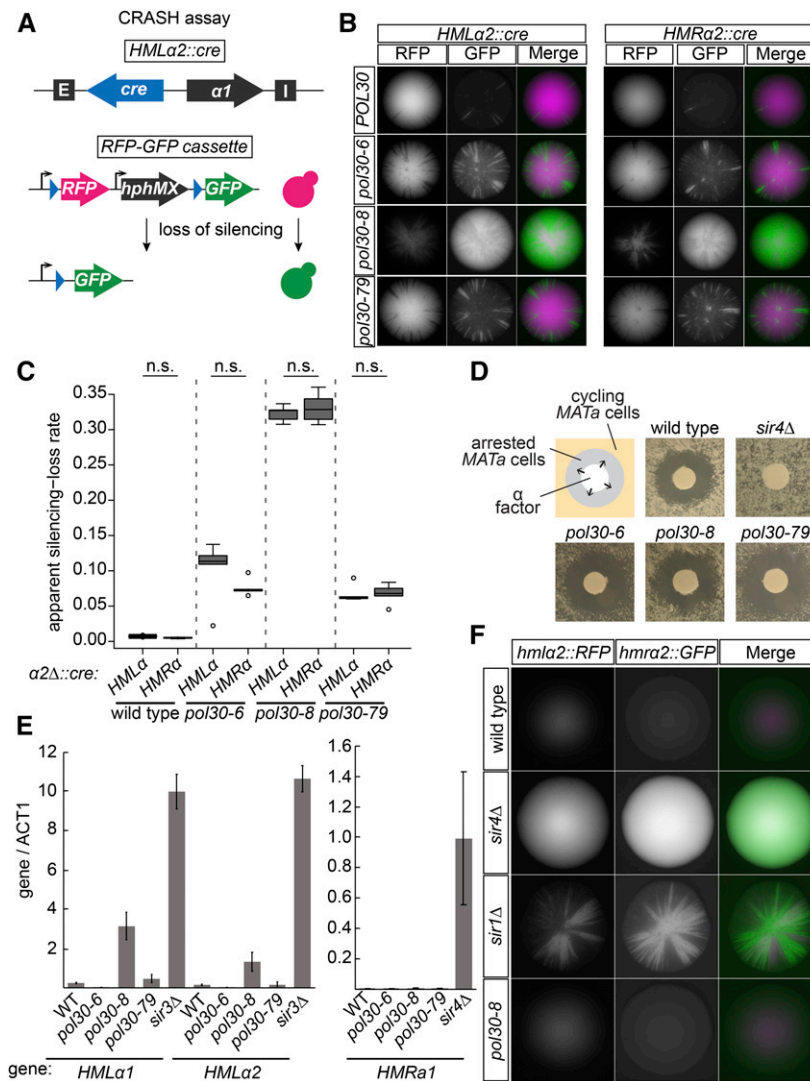 A
CRASH assay
HMLα2::cre
E
cre
α1
I
RFP-GFP cassette
RFP
hphMX
GFP
loss of silencing
GFP
B
HMLα2::cre
HMRα2::cre
RFP
GFP
Merge
RFP
GFP
Merge
POL30
pol30-6
pol30-8
pol30-79
C
n.s.
n.s.
n.s.
n.s.
apparent silencing–loss rate
0.35
0.30
0.25
0.20
0.15
0.10
0.05
0.00
α2Δ::cre:
HMLα
HMRα
HMLα
HMRα
HMLα
HMRα
HMLα
HMRα
wild type
pol30-6
pol30-8
pol30-79
D
cycling
MATa cells
arrested
MATa cells
α
factor
wild type
sir4Δ
pol30-6
pol30-8
pol30-79
E
gene / ACT1
12
10
8
6
4
2
WT
pol30-6
pol30-8
pol30-79
sir3Δ
WT
pol30-6
pol30-8
pol30-79
sir3Δ
gene:
HMLα1
HMLα2
1.6
1.4
1.2
1.0
0.8
0.6
0.4
0.2
WT
pol30-6
pol30-8
pol30-79
sir4Δ
HMRa1
F
hmlα2::RFP
hmrα2::GFP
Merge
wild type
sir4Δ
sir1Δ
pol30-8